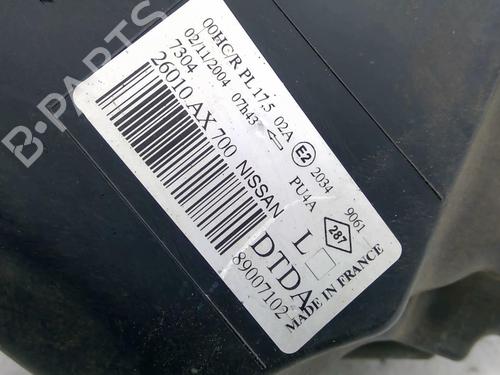 00HC/R PL 17,5 02A
02/11/2004 07h43
7304
E2
2034
9061
26010 AX 700 NISSAN
PU4A
L
287
DTDA
89007102
MADE IN FRANCE
B-PARTS